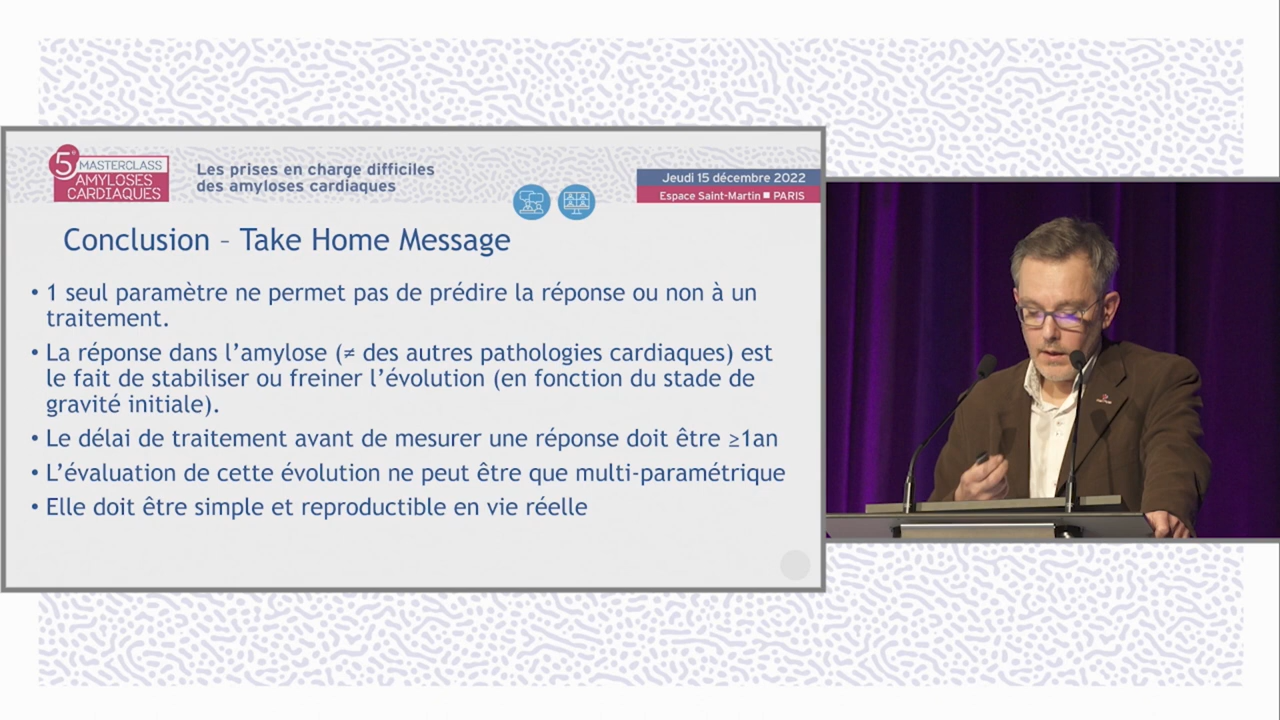 5e
MASTERCLASS
AMYLOSES
CARDIAQUES
Les prises en charge difficiles
des amyloses cardiaques
Jeudi 15 décembre 2022
Espace Saint-Martin ■ PARIS
Conclusion – Take Home Message
• 1 seul paramètre ne permet pas de prédire la réponse ou non à un
traitement.
• La réponse dans l’amylose (≠ des autres pathologies cardiaques) est
le fait de stabiliser ou freiner l’évolution (en fonction du stade de
gravité initiale).
• Le délai de traitement avant de mesurer une réponse doit être ≥1an
• L’évaluation de cette évolution ne peut être que multi-paramétrique
• Elle doit être simple et reproductible en vie réelle